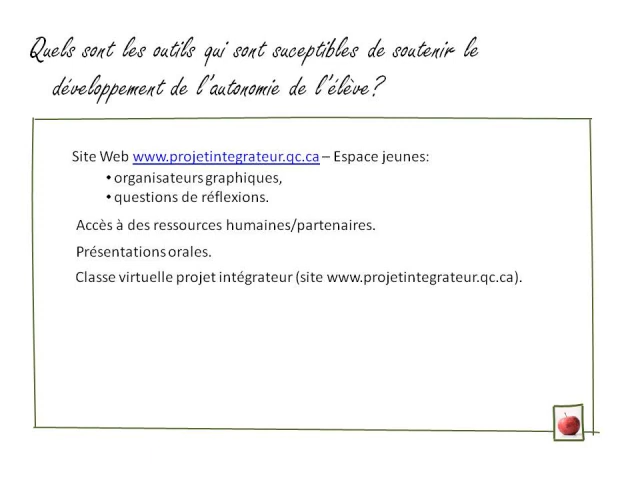 Quels sont les outils qui sont suceptibles de soutenir le
développement de l'autonomie de l'élève?
Site Web www.projetintegrateur.qc.ca – Espace jeunes:
• organisateurs graphiques,
• questions de réflexions.
Accès à des ressources humaines/partenaires.
Présentations orales.
Classe virtuelle projet intégrateur (site www.projetintegrateur.qc.ca).